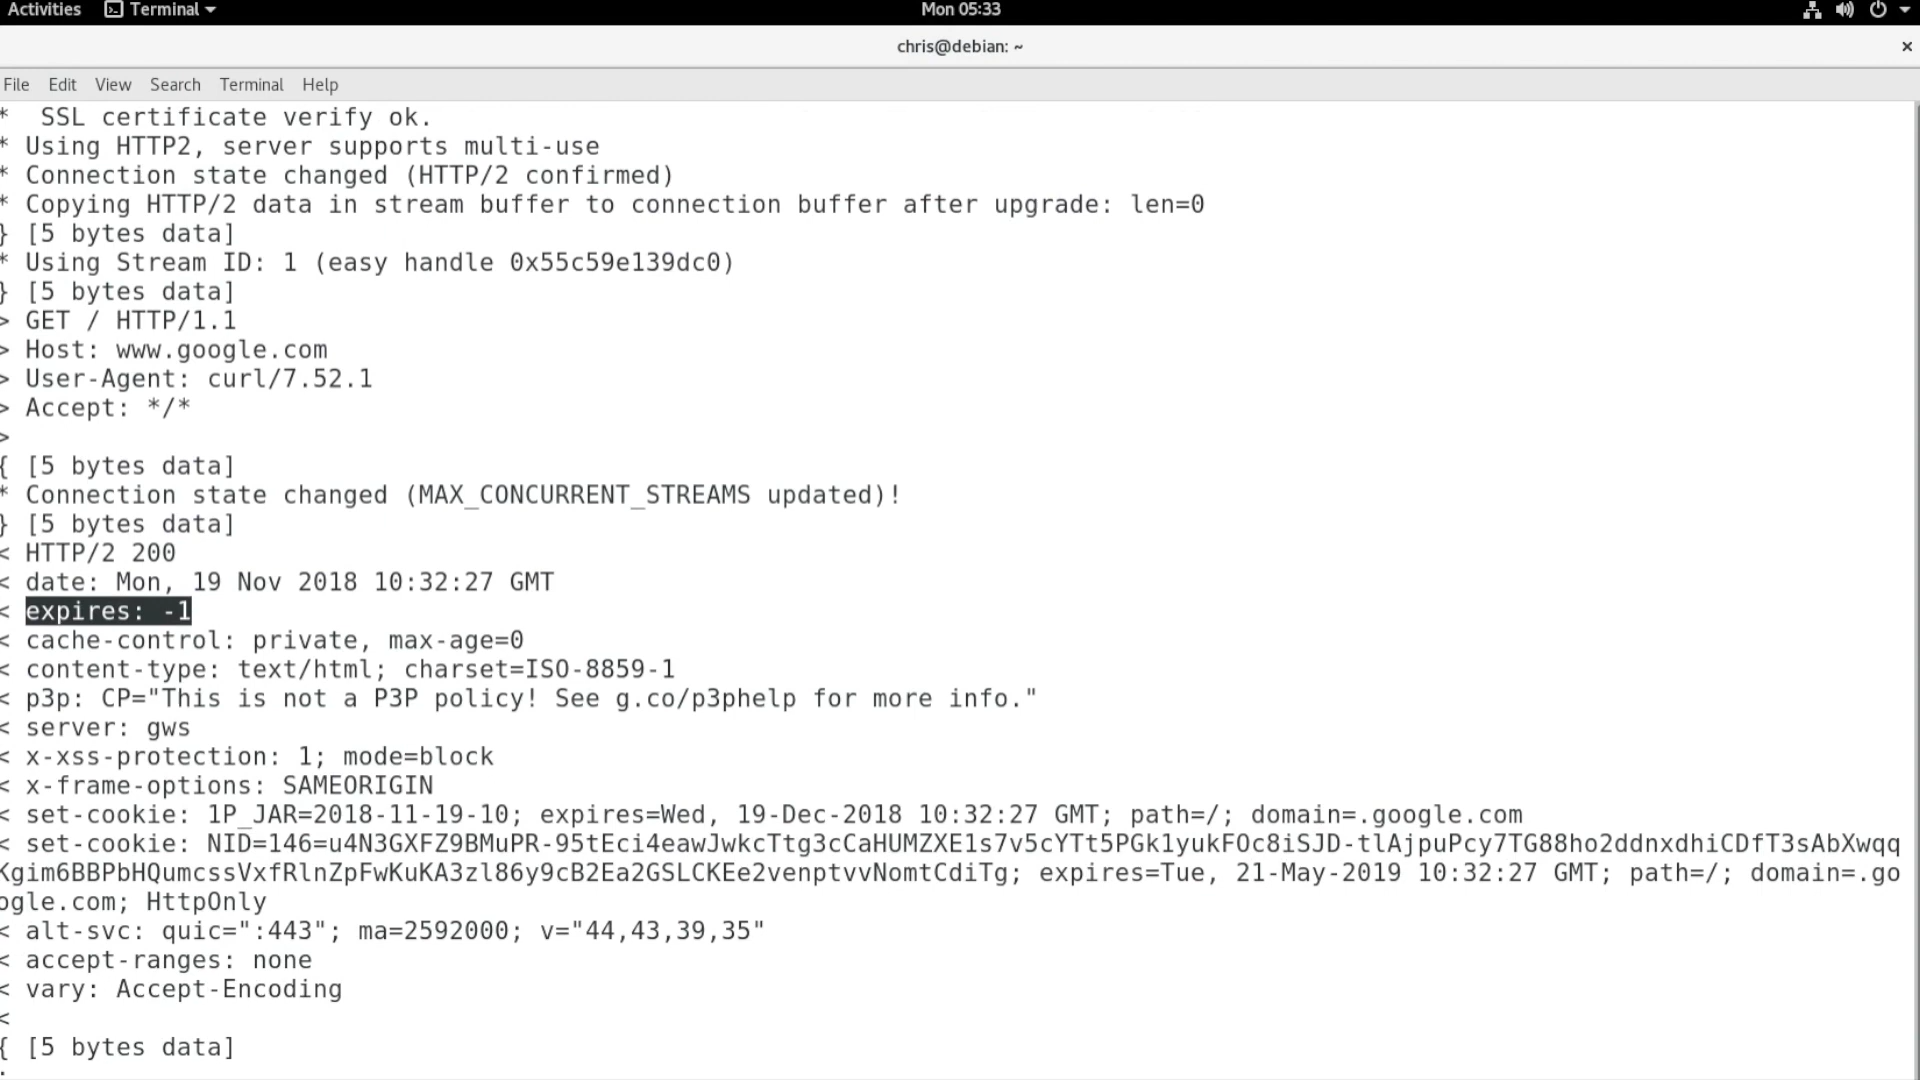 Activities Terminal Mon 05:33
chris@debian: ~
File Edit View Search Terminal Help
*  SSL certificate verify ok.
* Using HTTP2, server supports multi-use
* Connection state changed (HTTP/2 confirmed)
* Copying HTTP/2 data in stream buffer to connection buffer after upgrade: len=0
} [5 bytes data]
* Using Stream ID: 1 (easy handle 0x55c59e139dc0)
} [5 bytes data]
> GET / HTTP/1.1
> Host: www.google.com
> User-Agent: curl/7.52.1
> Accept: */*
>
{ [5 bytes data]
* Connection state changed (MAX_CONCURRENT_STREAMS updated)!
} [5 bytes data]
< HTTP/2 200
< date: Mon, 19 Nov 2018 10:32:27 GMT
< expires: -1
< cache-control: private, max-age=0
< content-type: text/html; charset=ISO-8859-1
< p3p: CP="This is not a P3P policy! See g.co/p3phelp for more info."
< server: gws
< x-xss-protection: 1; mode=block
< x-frame-options: SAMEORIGIN
< set-cookie: 1P_JAR=2018-11-19-10; expires=Wed, 19-Dec-2018 10:32:27 GMT; path=/; domain=.google.com
< set-cookie: NID=146=u4N3GXFZ9BMuPR-95tEci4eawJwkcTtg3cCaHUMZXE1s7v5cYTt5PGk1yukFOc8iSJD-tlAjpuPcy7TG88ho2ddnxdhiCDfT3sAbXwqq
Kgim6BBPbHQumcssVxfRlnZpFwKuKA3zl86y9cB2Ea2GSLCKEe2venptvvNomtCdiTg; expires=Tue, 21-May-2019 10:32:27 GMT; path=/; domain=.go
ogle.com; HttpOnly
< alt-svc: quic=":443"; ma=2592000; v="44,43,39,35"
< accept-ranges: none
< vary: Accept-Encoding
<
{ [5 bytes data]